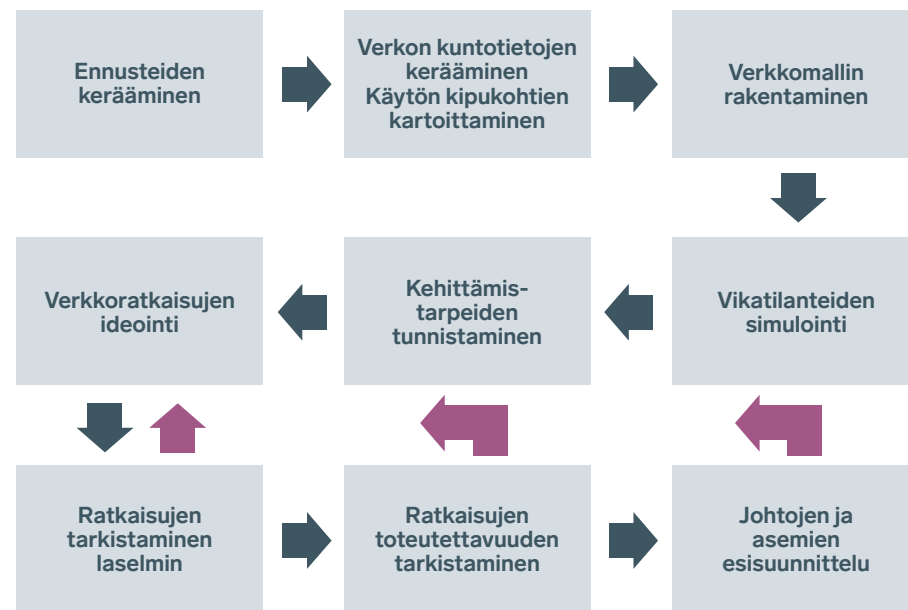 Ennusteiden
kerääminen
Verkon kuntotietojen
kerääminen
Käytön kipukohtien
kartoittaminen
Verkkomallin
rakentaminen
Verkkoratkaisujen
ideointi
Kehittämis-
tarpeiden
tunnistaminen
Vikatilanteiden
simulointi
Ratkaisujen
tarkistaminen
laselmin
Ratkaisujen
toteutettavuuden
tarkistaminen
Johtojen ja
asemien
esisuunnittelu